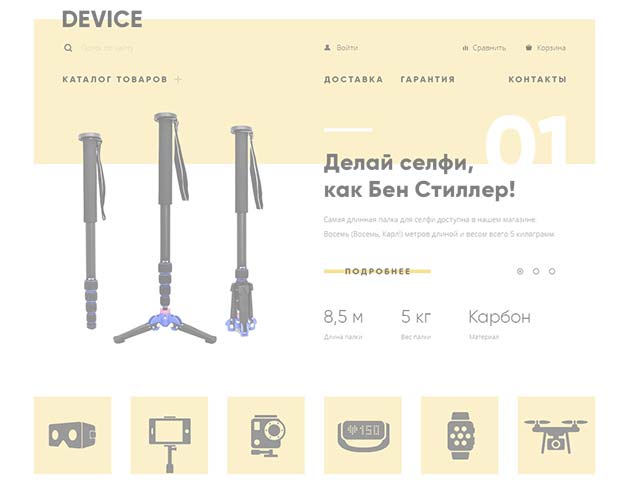 DEVICE
Поиск по сайту
Войти
Сравнить
Корзина
КАТАЛОГ ТОВАРОВ +
ДОСТАВКА
ГАРАНТИЯ
КОНТАКТЫ
01
Делай селфи,
как Бен Стиллер!
Самая длинная палка для селфи доступна в нашем магазине.
Восемь (Восемь, Карл!) метров длиной и весом всего 5 килограмм.
ПОДРОБНЕЕ
8,5 м
5 кг
Карбон
Длина палки
Вес палки
Материал
150